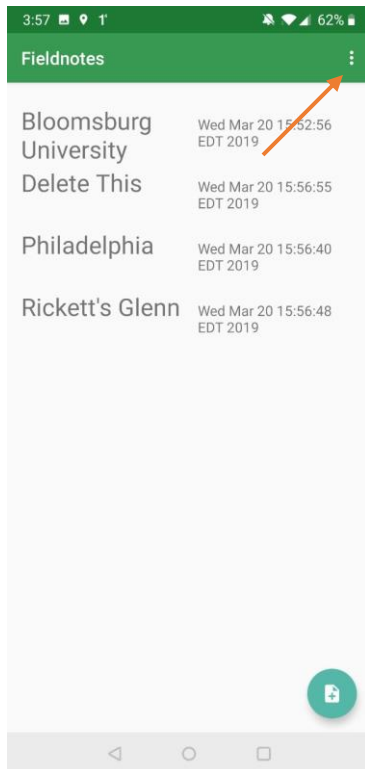 3:57 1° 62%
Fieldnotes
Bloomsburg
University
Wed Mar 20 15:52:56
EDT 2019
Delete This
Wed Mar 20 15:56:55
EDT 2019
Philadelphia
Wed Mar 20 15:56:40
EDT 2019
Rickett's Glenn
Wed Mar 20 15:56:48
EDT 2019